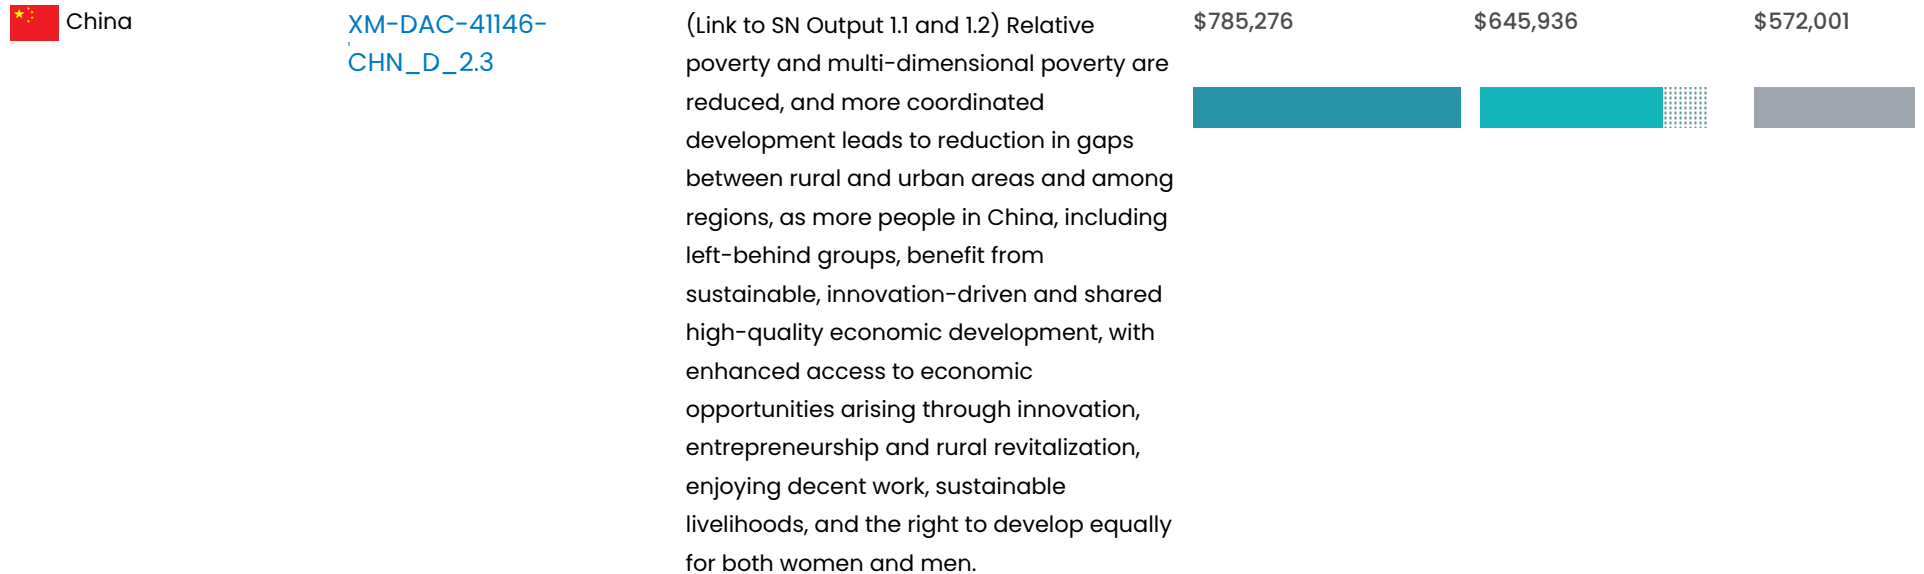 China
XM-DAC-41146-
CHN_D_2.3
(Link to SN Output 1.1 and 1.2) Relative
poverty and multi-dimensional poverty are
reduced, and more coordinated
development leads to reduction in gaps
between rural and urban areas and among
regions, as more people in China, including
left-behind groups, benefit from
sustainable, innovation-driven and shared
high-quality economic development, with
enhanced access to economic
opportunities arising through innovation,
entrepreneurship and rural revitalization,
enjoying decent work, sustainable
livelihoods, and the right to develop equally
for both women and men.
$785,276
$645,936
$572,001